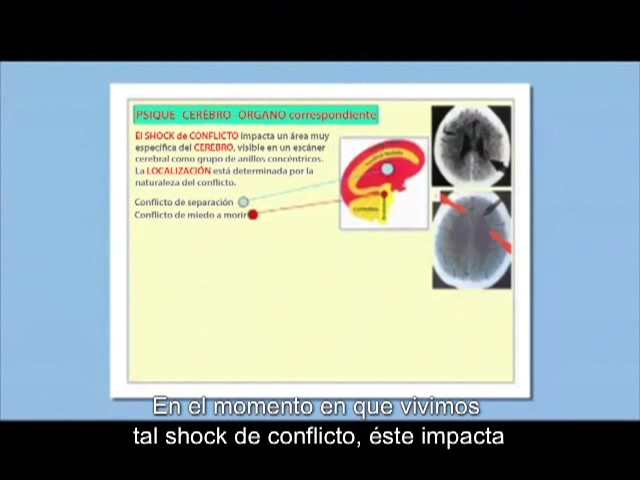 PSIQUE CERÉBRO ÓRGANO correspondiente
El SHOCK de CONFLICTO impacta un área muy
específica del CEREBRO, visible en un escáner
cerebral como grupo de anillos concéntricos.
La LOCALIZACIÓN está determinada por la
naturaleza del conflicto.
Conflicto de separación
Conflicto de miedo a morir
En el momento en que vivimos
tal shock de conflicto, éste impacta